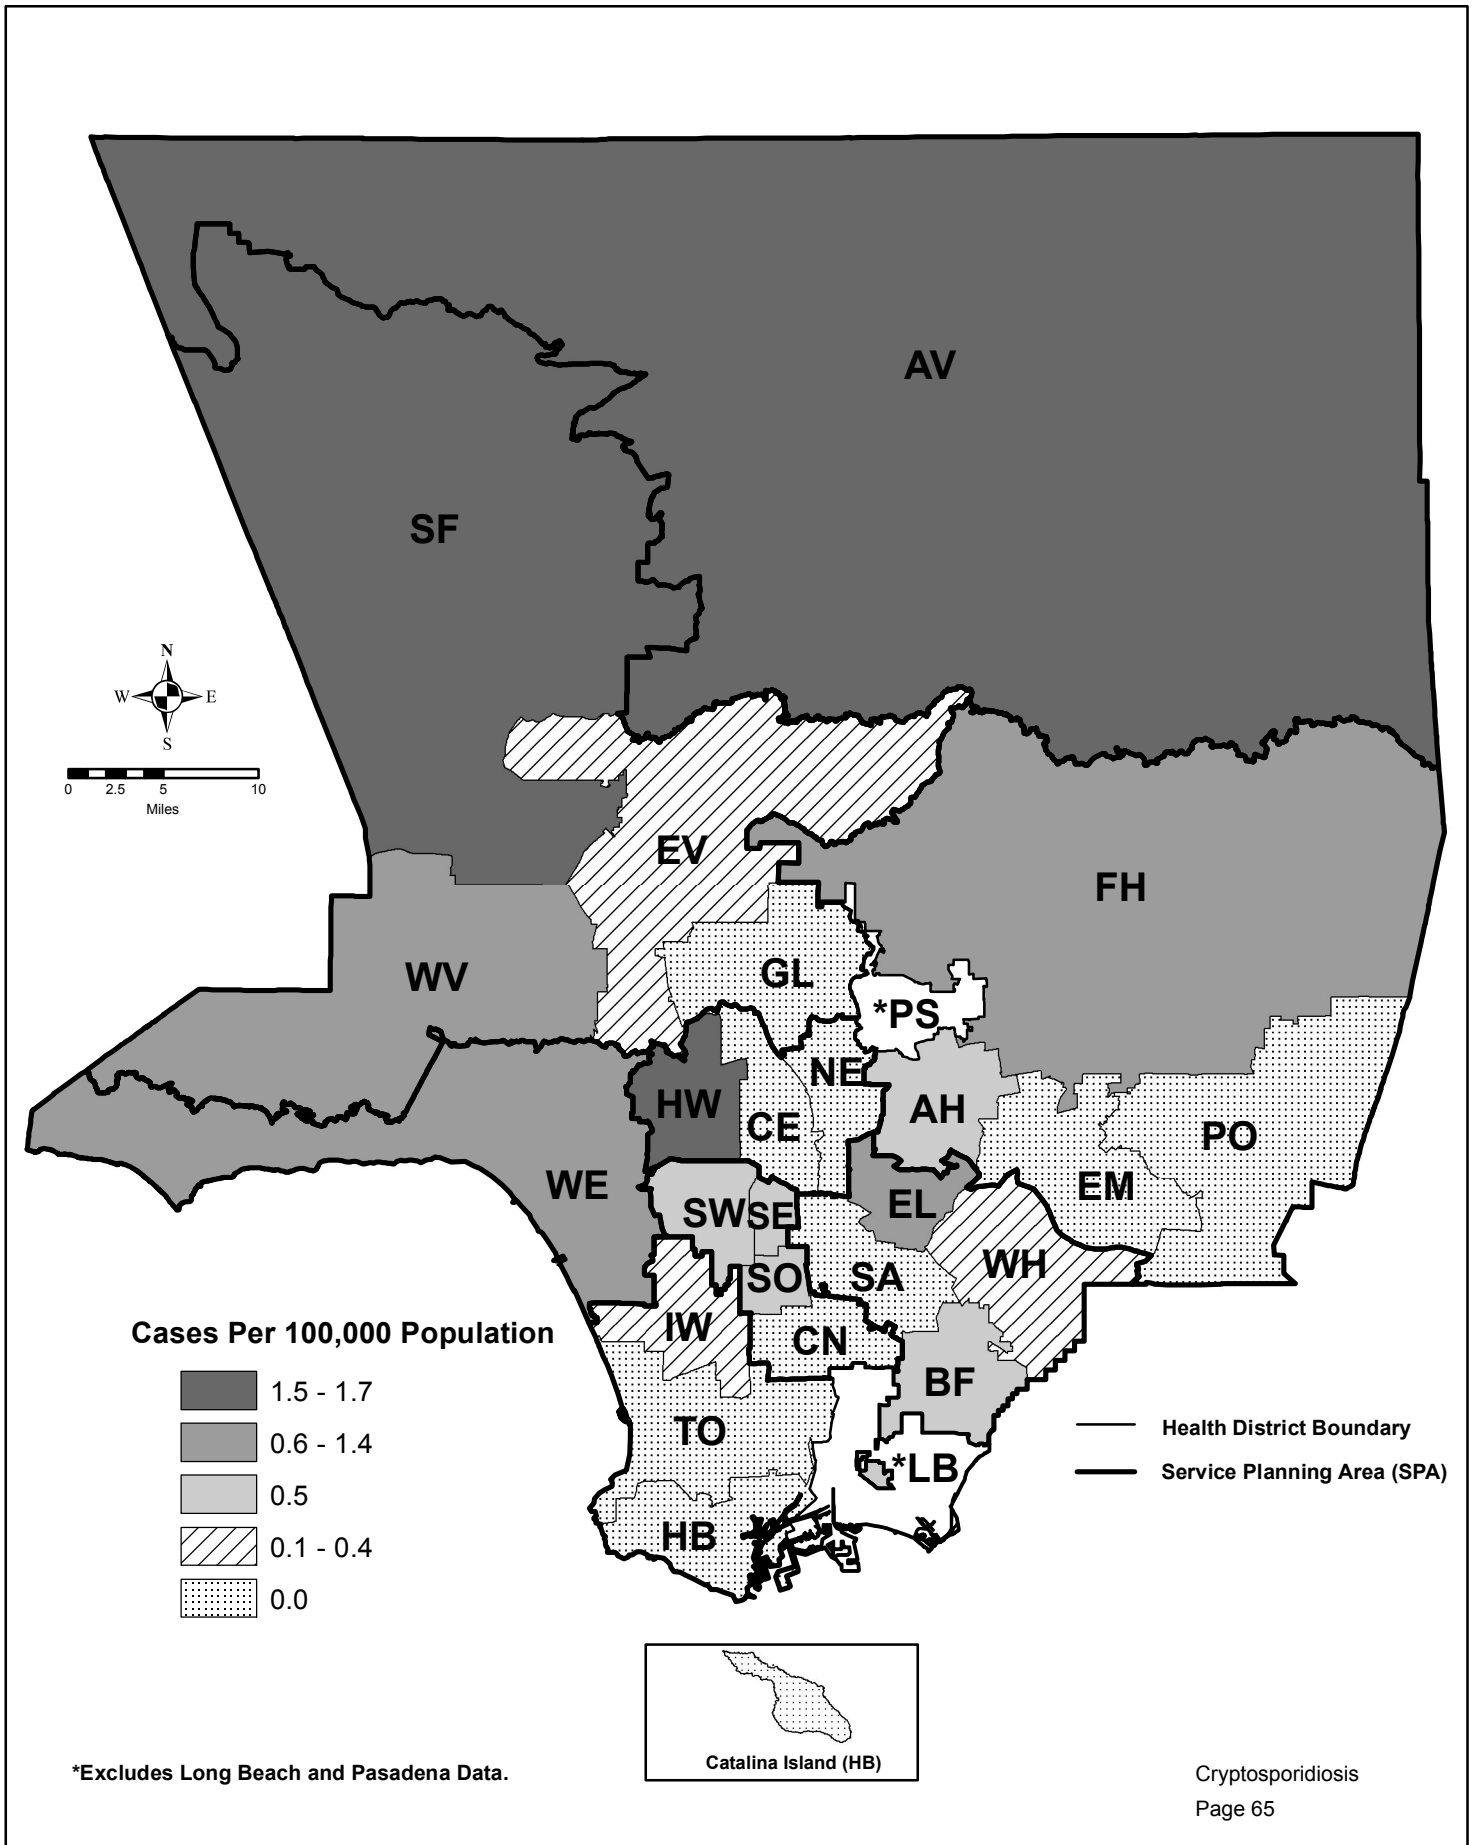 AV
SF
N
W E
S
0 2.5 5 10
Miles
EV
FH
WV
GL
*PS
NE
HW
AH
CE
PO
WE
EM
SW
SE
EL
WH
SO
SA
IW
CN
BF
TO
*LB
HB
Cases Per 100,000 Population
1.5 - 1.7
0.6 - 1.4
0.5
0.1 - 0.4
0.0
Health District Boundary
Service Planning Area (SPA)
Catalina Island (HB)
*Excludes Long Beach and Pasadena Data.
Cryptosporidiosis
Page 65